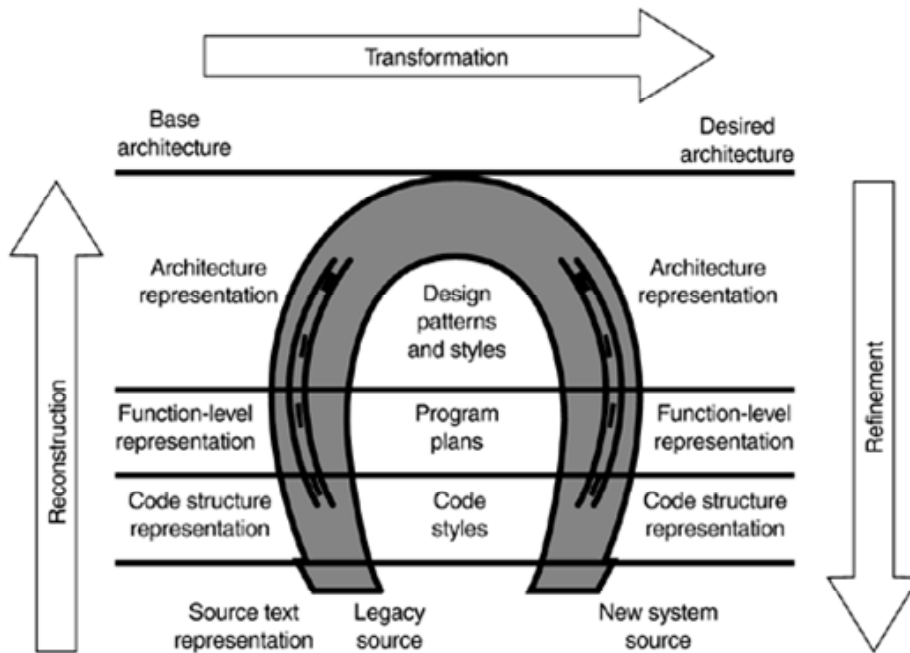 Transformation
Base
architecture
Desired
architecture
Reconstruction
Architecture
representation
Design
patterns
and styles
Architecture
representation
Refinement
Function-level
representation
Program
plans
Function-level
representation
Code structure
representation
Code
styles
Code structure
representation
Source text
representation
Legacy
source
New system
source